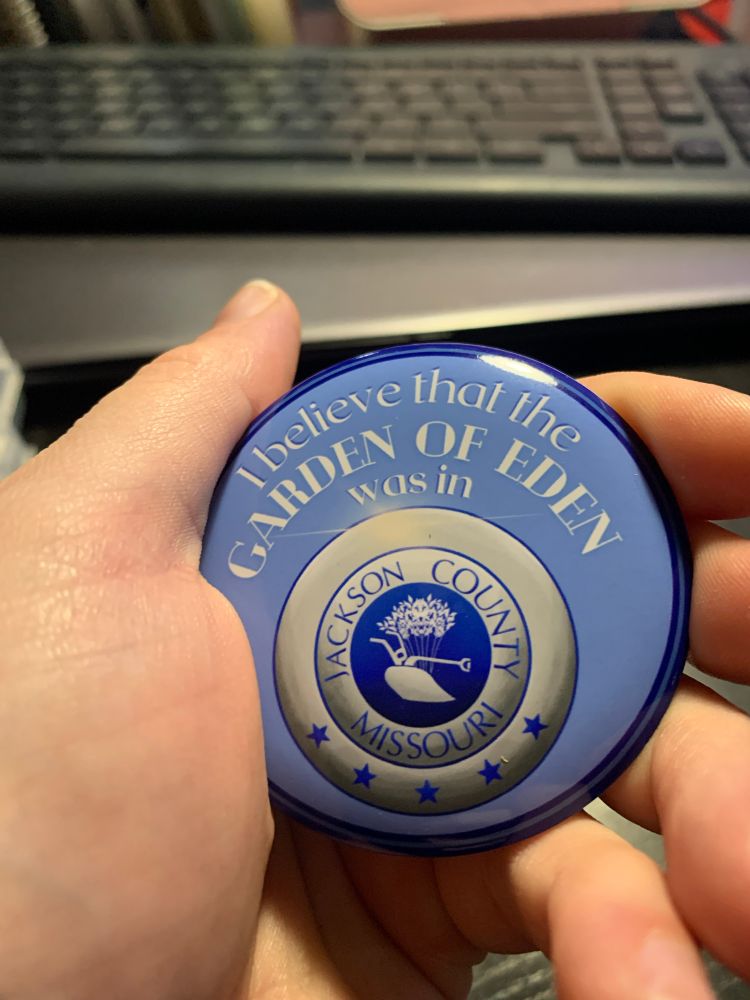 I believe that the
GARDEN OF EDEN
was in
JACKSON COUNTY
MISSOURI